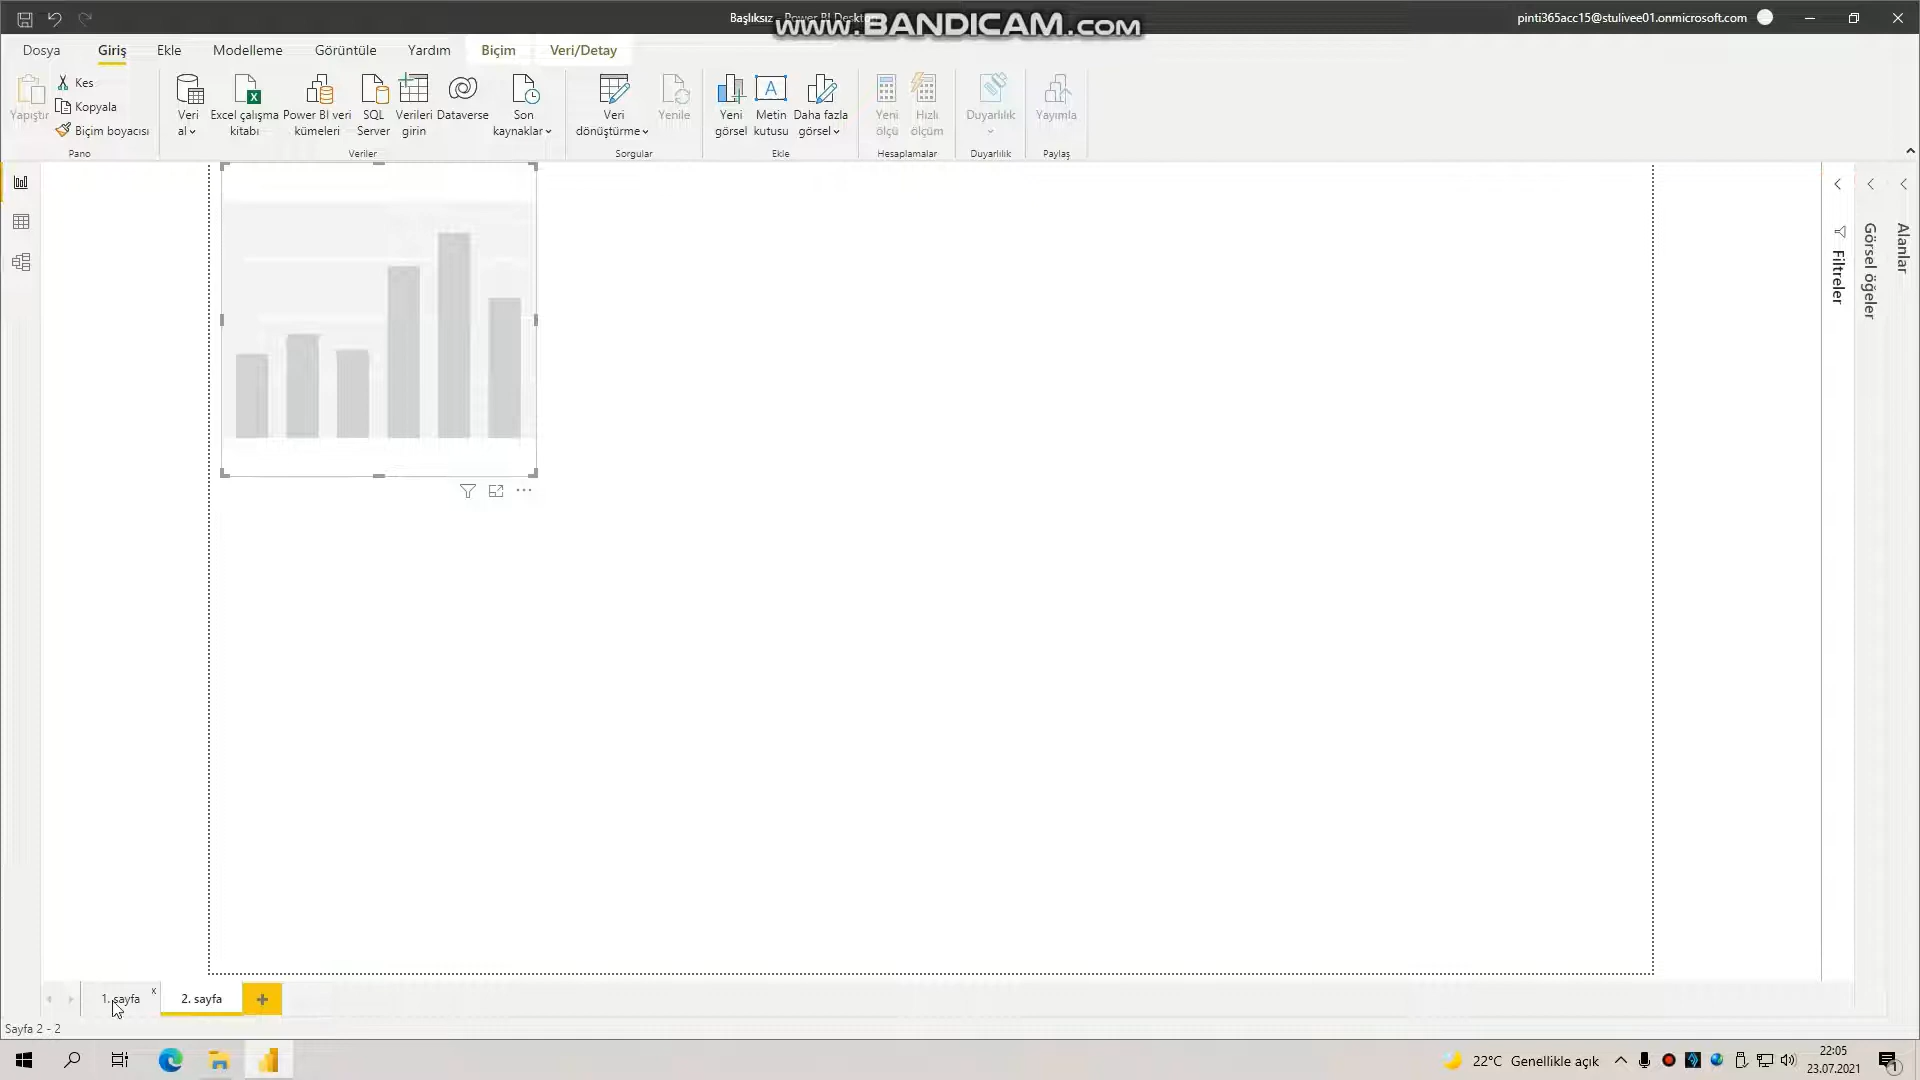 Başlıksız - Power BI Desktop
www.BANDICAM.com
pinti365acc15@stulivee01.onmicrosoft.com
Dosya Giriş Ekle Modelleme Görüntüle Yardım Biçim Veri/Detay
Yapıştır
Kes
Kopyala
Biçim boyacısı
Pano
Veri
al
Excel çalışma
kitabı
Power BI veri
kümeleri
SQL
Server
Verileri
girin
Dataverse
Son
kaynaklar
Veriler
Veri
dönüştürme
Yenile
Sorgular
Yeni
görsel
Metin
kutusu
Daha fazla
görsel
Ekle
Yeni
ölçü
Hızlı
ölçüm
Hesaplamalar
Duyarlılık
Duyarlılık
Yayımla
Paylaş
Filtreler
Görsel öğeler
Alanlar
1. sayfa x 2. sayfa +
Sayfa 2 - 2
22°C Genellikle açık
22:05
23.07.2021
1